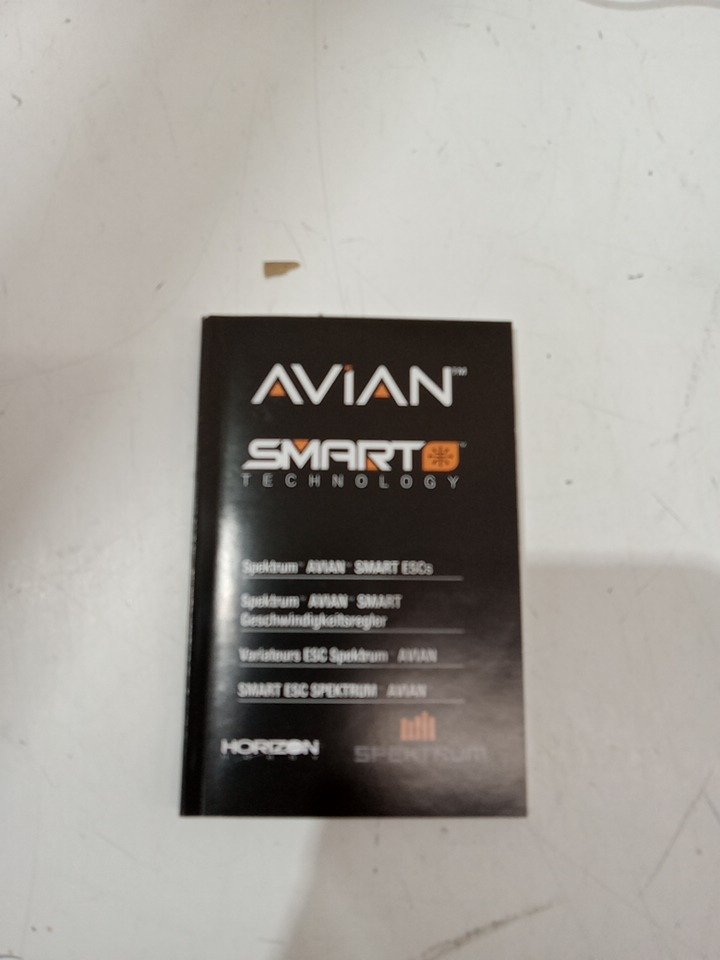 AViAN™
SMART
TECHNOLOGY
Spektrum™ AVIAN™ SMART ESCs
Spektrum™ AVIAN™ SMART
Geschwindigkeitsregler
Variateurs ESC Spektrum™ AVIAN™
SMART ESC SPEKTRUM™ AVIAN™
HORIZON
SPEKTRUM